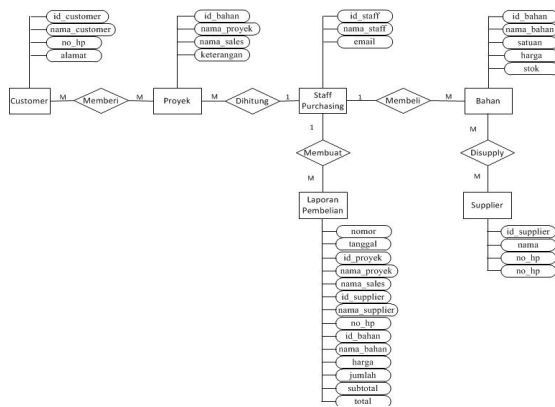 id_customer
nama_customer
no_hp
alamat
id_bahan
nama_proyek
nama_sales
keterangan
id_staff
nama_staff
email
id_bahan
nama_bahan
satuan
harga
stok
Customer
M
Memberi
M
Proyek
M
Dihitung
1
Staff
Purchasing
1
Membeli
M
Bahan
1
Membuat
M
M
Disupply
M
Laporan
Pembelian
Supplier
nomor
tanggal
id_proyek
nama_proyek
nama_sales
id_supplier
nama_supplier
no_hp
id_bahan
nama_bahan
harga
jumlah
subtotal
total
id_supplier
nama
no_hp
no_hp